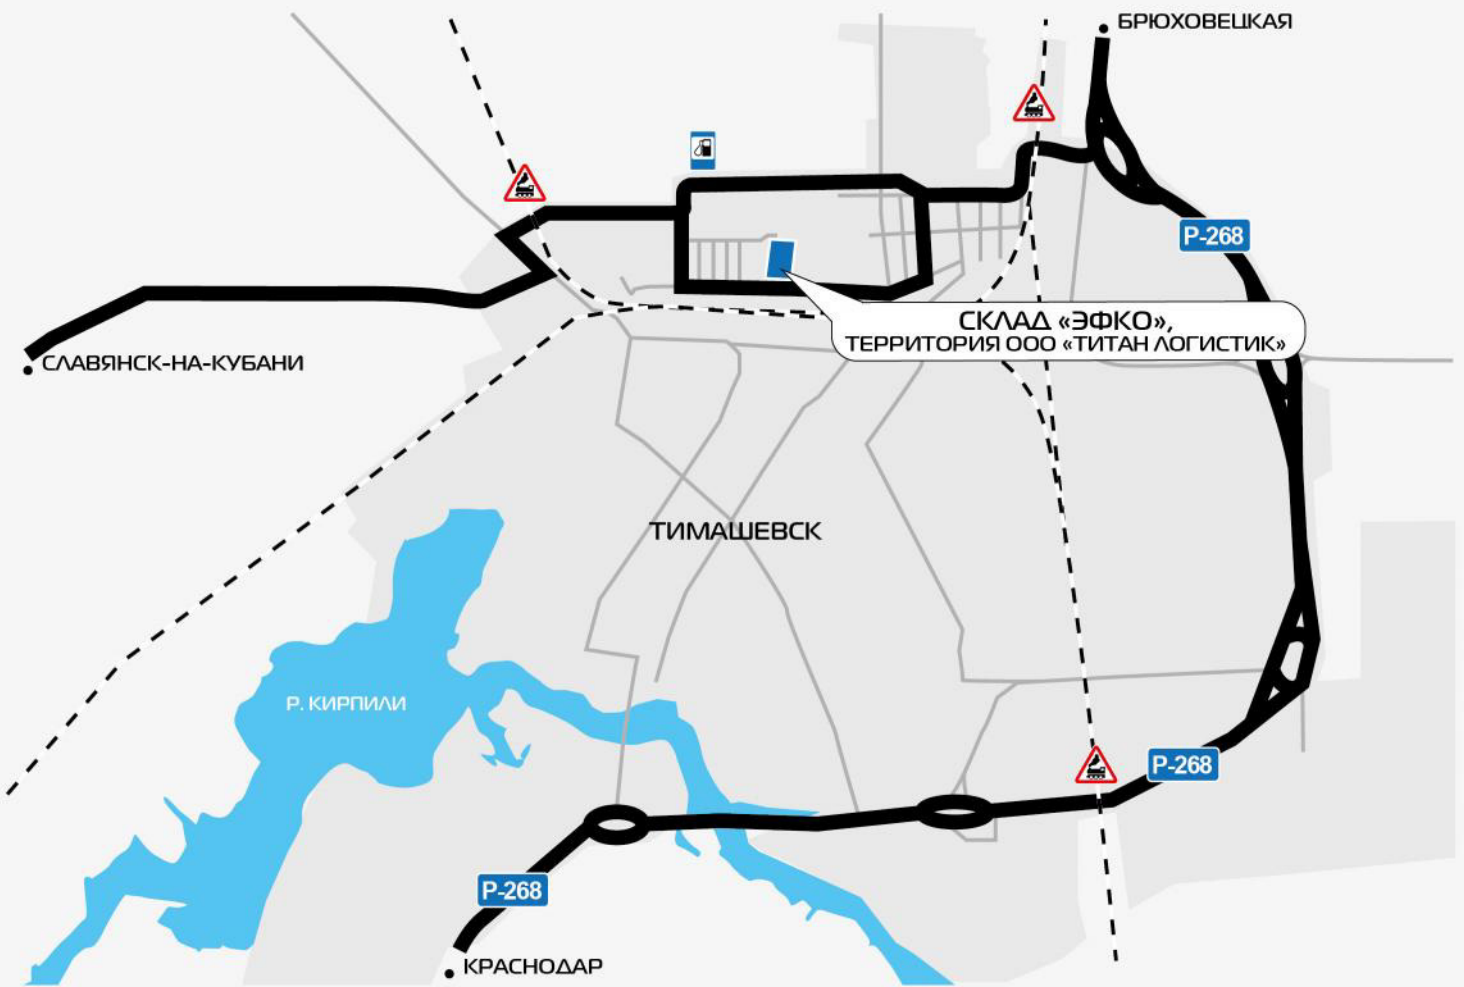 БРЮХОВЕЦКАЯ
Р-268
СКЛАД «ЭФКО»,
ТЕРРИТОРИЯ ООО «ТИТАН ЛОГИСТИК»
СЛАВЯНСК-НА-КУБАНИ
ТИМАШЕВСК
Р. КИРПИЛИ
Р-268
Р-268
КРАСНОДАР